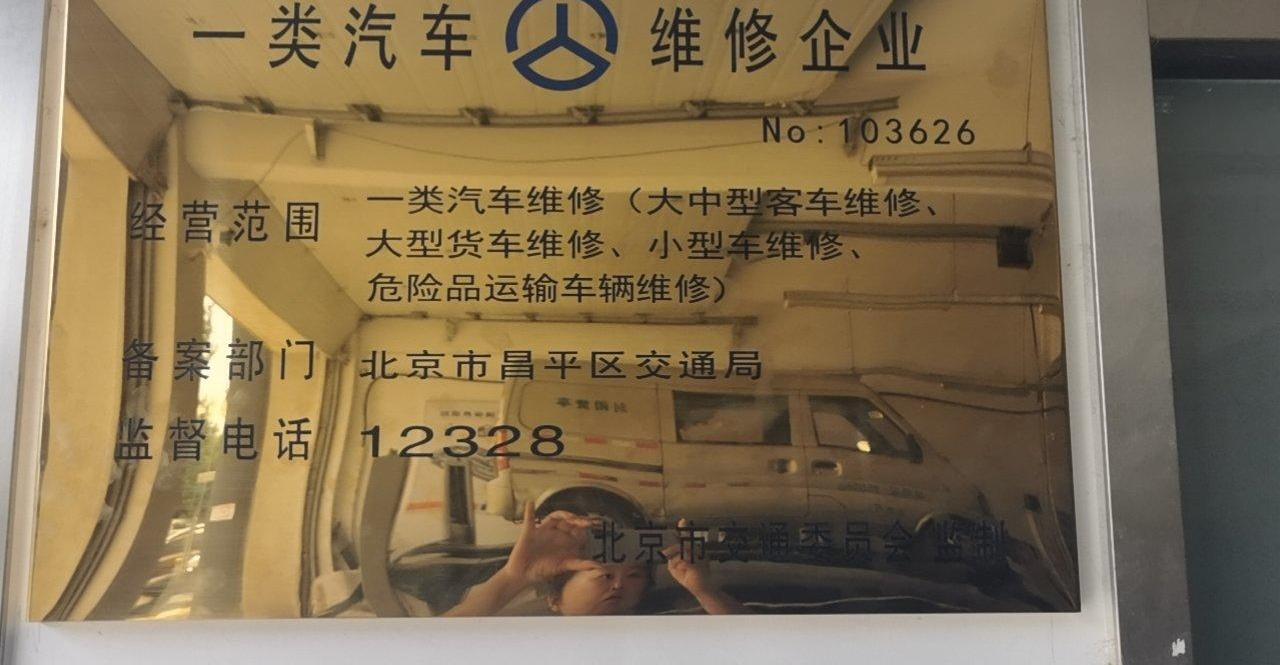 一类汽车 维修企业
No:103626
经营范围 一类汽车维修（大中型客车维修、
大型货车维修、小型车维修、
危险品运输车辆维修）
备案部门 北京市昌平区交通局
监督电话 12328
北京市交通委员会 监制